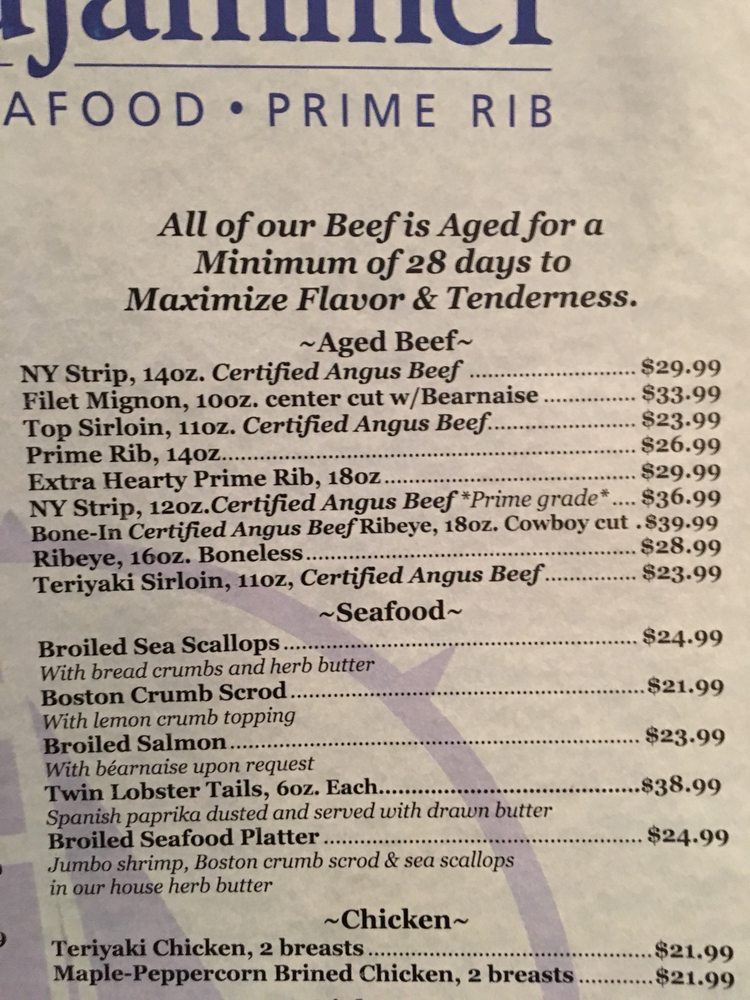 AFOOD • PRIME RIB
All of our Beef is Aged for a
Minimum of 28 days to
Maximize Flavor & Tenderness.
~Aged Beef~
NY Strip, 14oz. Certified Angus Beef ........................ $29.99
Filet Mignon, 10oz. center cut w/Bearnaise .............. $33.99
Top Sirloin, 11oz. Certified Angus Beef..................... $23.99
Prime Rib, 14oz............................................................. $26.99
Extra Hearty Prime Rib, 18oz ..................................... $29.99
NY Strip, 12oz.Certified Angus Beef *Prime grade*.... $36.99
Bone-In Certified Angus Beef Ribeye, 18oz. Cowboy cut .$39.99
Ribeye, 16oz. Boneless ................................................ $28.99
Teriyaki Sirloin, 11oz, Certified Angus Beef.............. $23.99
~Seafood~
Broiled Sea Scallops ................................................... $24.99
With bread crumbs and herb butter
Boston Crumb Scrod ...................................................$21.99
With lemon crumb topping
Broiled Salmon ........................................................... $23.99
With béarnaise upon request
Twin Lobster Tails, 6oz. Each......................................$38.99
Spanish paprika dusted and served with drawn butter
Broiled Seafood Platter .............................................. $24.99
Jumbo shrimp, Boston crumb scrod & sea scallops
in our house herb butter
~Chicken~
Teriyaki Chicken, 2 breasts .........................................$21.99
Maple-Peppercorn Brined Chicken, 2 breasts ...........$21.99